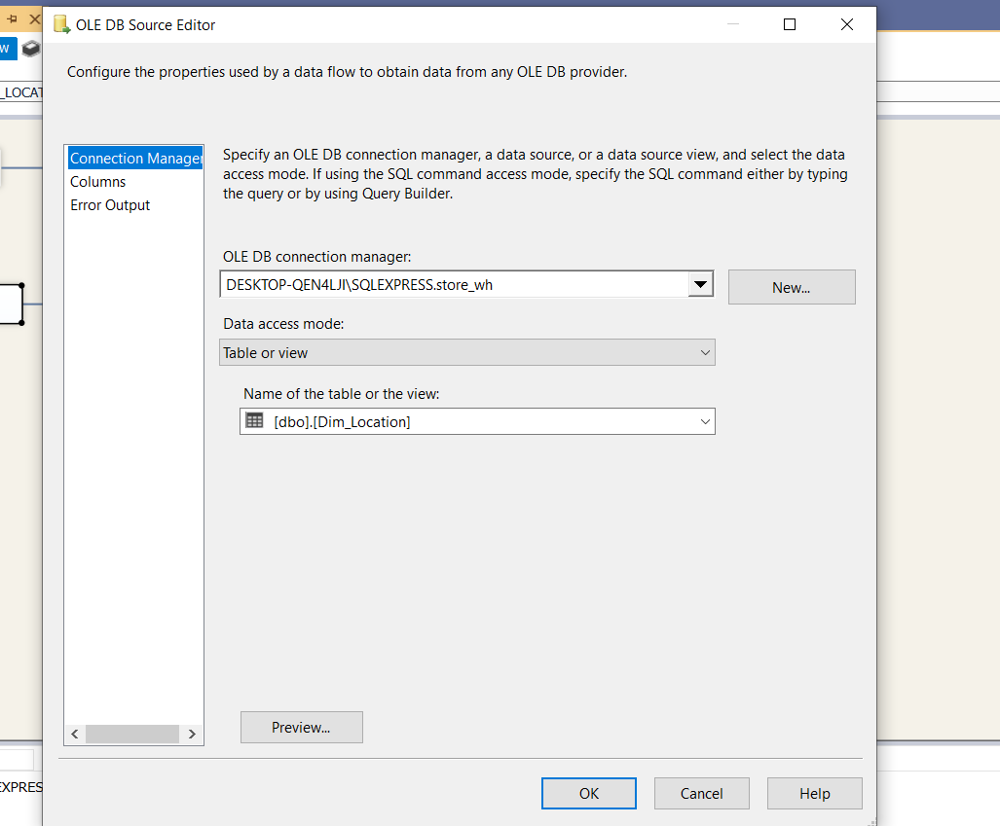 OLE DB Source Editor
W
Configure the properties used by a data flow to obtain data from any OLE DB provider.
_LOCAT
Connection Manager
Columns
Error Output
Specify an OLE DB connection manager, a data source, or a data source view, and select the data
access mode. If using the SQL command access mode, specify the SQL command either by typing
the query or by using Query Builder.
OLE DB connection manager:
DESKTOP-QEN4LJI\SQLEXPRESS.store_wh
New...
Data access mode:
Table or view
Name of the table or the view:
[dbo].[Dim_Location]
Preview...
EXPRES
OK
Cancel
Help